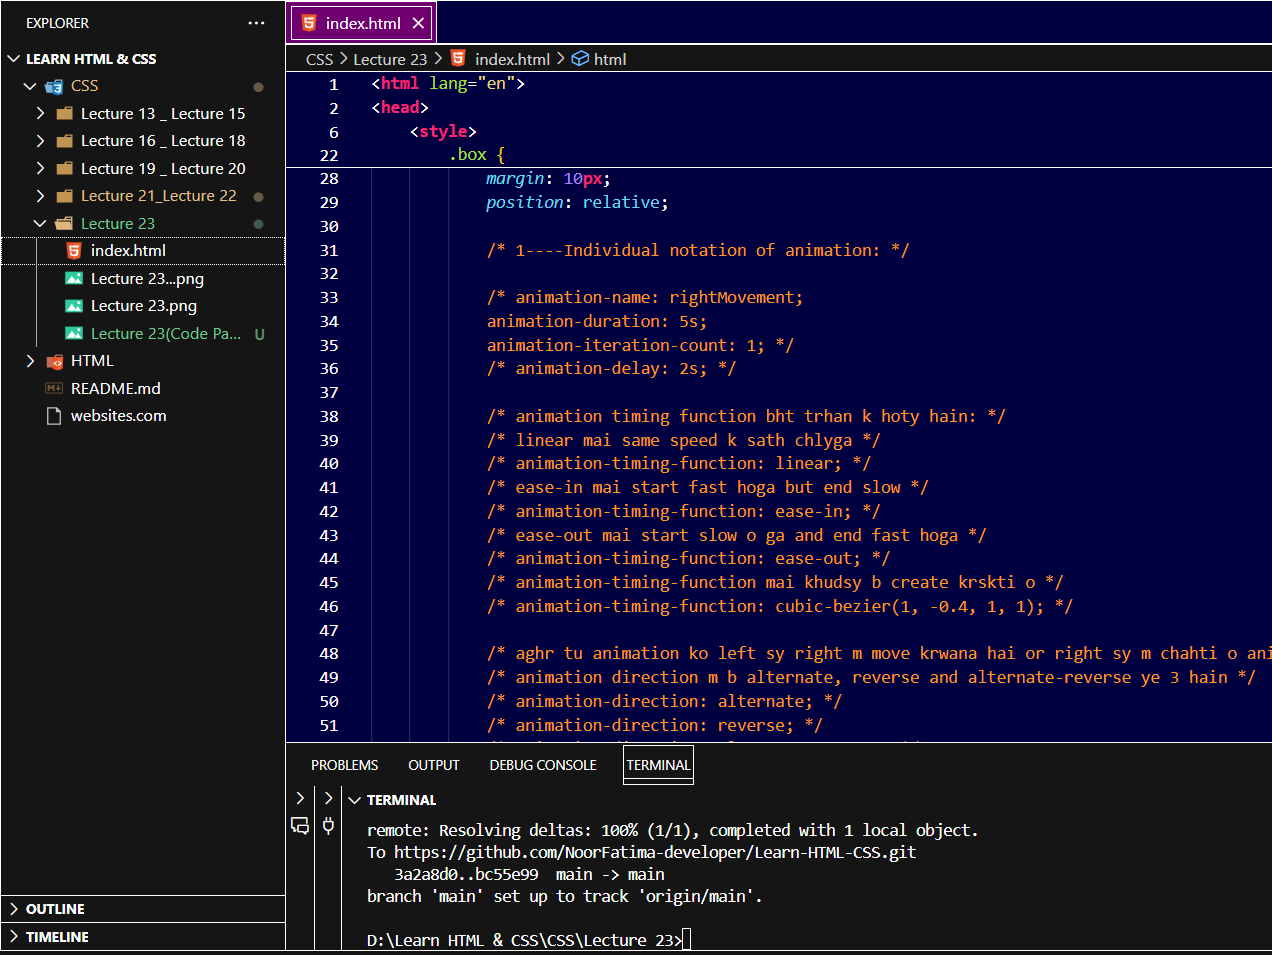 EXPLORER
LEARN HTML & CSS
CSS
Lecture 13 _ Lecture 15
Lecture 16 _ Lecture 18
Lecture 19 _ Lecture 20
Lecture 21_Lecture 22
Lecture 23
index.html
Lecture 23...png
Lecture 23.png
Lecture 23(Code Pa... U
HTML
README.md
websites.com
OUTLINE
TIMELINE
index.html
CSS > Lecture 23 > index.html > html
1 <html lang="en">
2 <head>
6 <style>
22 .box {
28 margin: 10px;
29 position: relative;
30
31 /* 1----Individual notation of animation: */
32
33 /* animation-name: rightMovement;
34 animation-duration: 5s;
35 animation-iteration-count: 1; */
36 /* animation-delay: 2s; */
37
38 /* animation timing function bht trhan k hoty hain: */
39 /* linear mai same speed k sath chlyga */
40 /* animation-timing-function: linear; */
41 /* ease-in mai start fast hoga but end slow */
42 /* animation-timing-function: ease-in; */
43 /* ease-out mai start slow o ga and end fast hoga */
44 /* animation-timing-function: ease-out; */
45 /* animation-timing-function mai khudsy b create krskti o */
46 /* animation-timing-function: cubic-bezier(1, -0.4, 1, 1); */
47
48 /* aghr tu animation ko left sy right m move krwana hai or right sy m chahti o ani
49 /* animation direction m b alternate, reverse and alternate-reverse ye 3 hain */
50 /* animation-direction: alternate; */
51 /* animation-direction: reverse; */
PROBLEMS OUTPUT DEBUG CONSOLE TERMINAL
TERMINAL
remote: Resolving deltas: 100% (1/1), completed with 1 local object.
To https://github.com/NoorFatima-developer/Learn-HTML-CSS.git
3a2a8d0..bc55e99 main -> main
branch 'main' set up to track 'origin/main'.
D:\Learn HTML & CSS\CSS\Lecture 23>